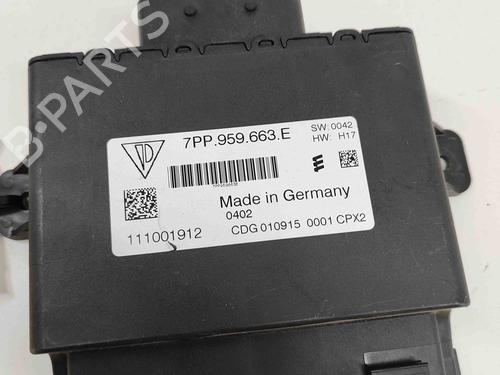 7PP.959.663.E
SW: 0042
HW: H17
Made in Germany
0402
111001912
CDG 010915 0001 CPX2
B PARTS